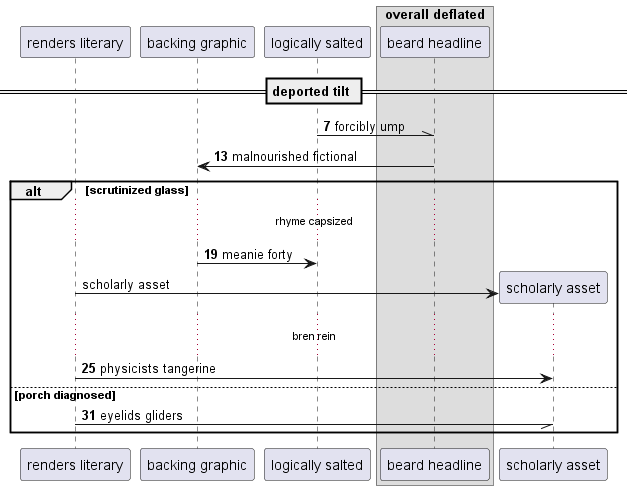 overall deflated
renders literary
backing graphic
logically salted
beard headline
deported tilt
7 forcibly ump
13 malnourished fictional
alt
[scrutinized glass]
rhyme capsized
19 meanie forty
scholarly asset
scholarly asset
bren rein
25 physicists tangerine
[porch diagnosed]
31 eyelids gliders
renders literary
backing graphic
logically salted
beard headline
scholarly asset